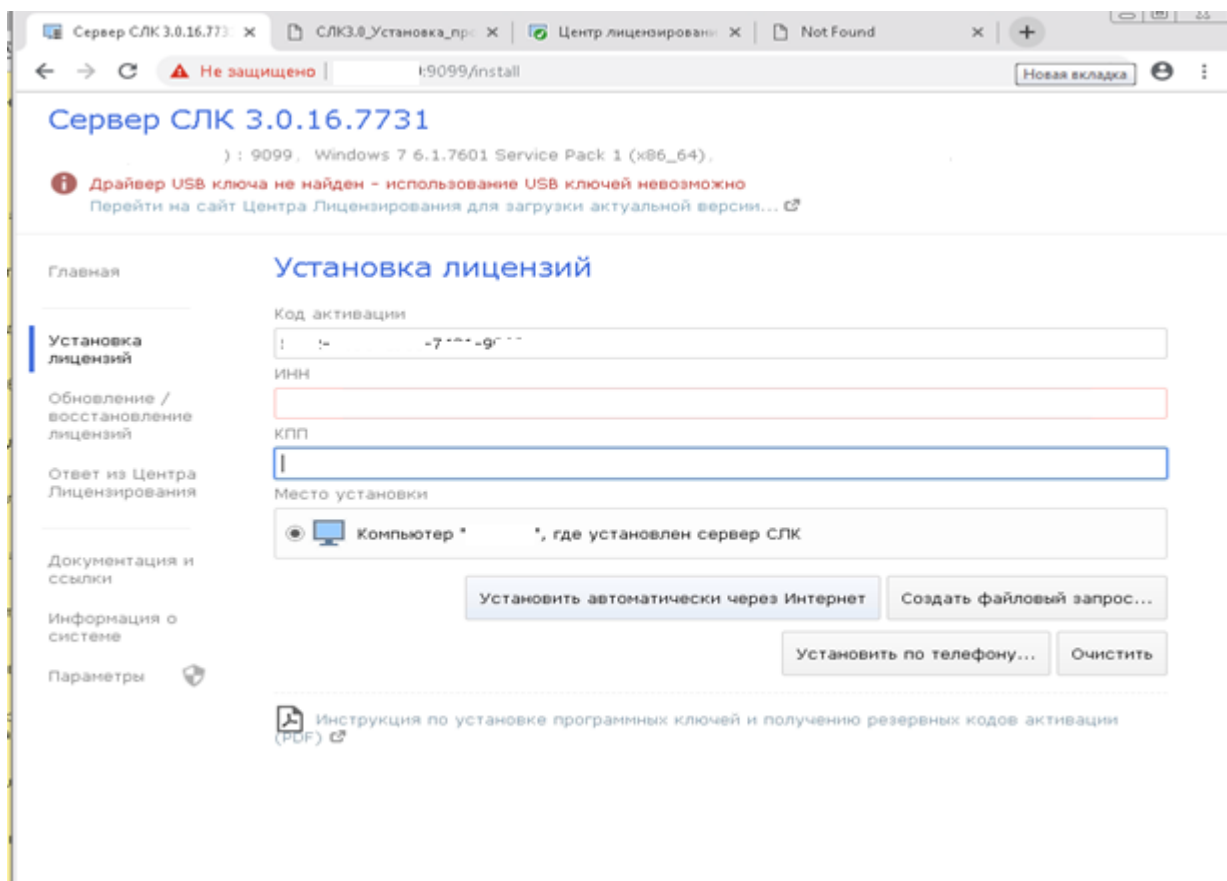 Сервер СЛК 3.0.16.773 СЛК3.0_Установка_про Центр лицензировани Not Found
Не защищено :9099/install Новая вкладка
Сервер СЛК 3.0.16.7731
) : 9099, Windows 7 6.1.7601 Service Pack 1 (x86_64),
Драйвер USB ключа не найден – использование USB ключей невозможно
Перейти на сайт Центра Лицензирования для загрузки актуальной версии...
Главная
Установка лицензий
Обновление / восстановление лицензий
Ответ из Центра Лицензирования
Документация и ссылки
Информация о системе
Параметры
Установка лицензий
Код активации
ИНН
КПП
Место установки
Компьютер " ", где установлен сервер СЛК
Установить автоматически через Интернет Создать файловый запрос...
Установить по телефону... Очистить
Инструкция по установке программных ключей и получению резервных кодов активации
(PDF)